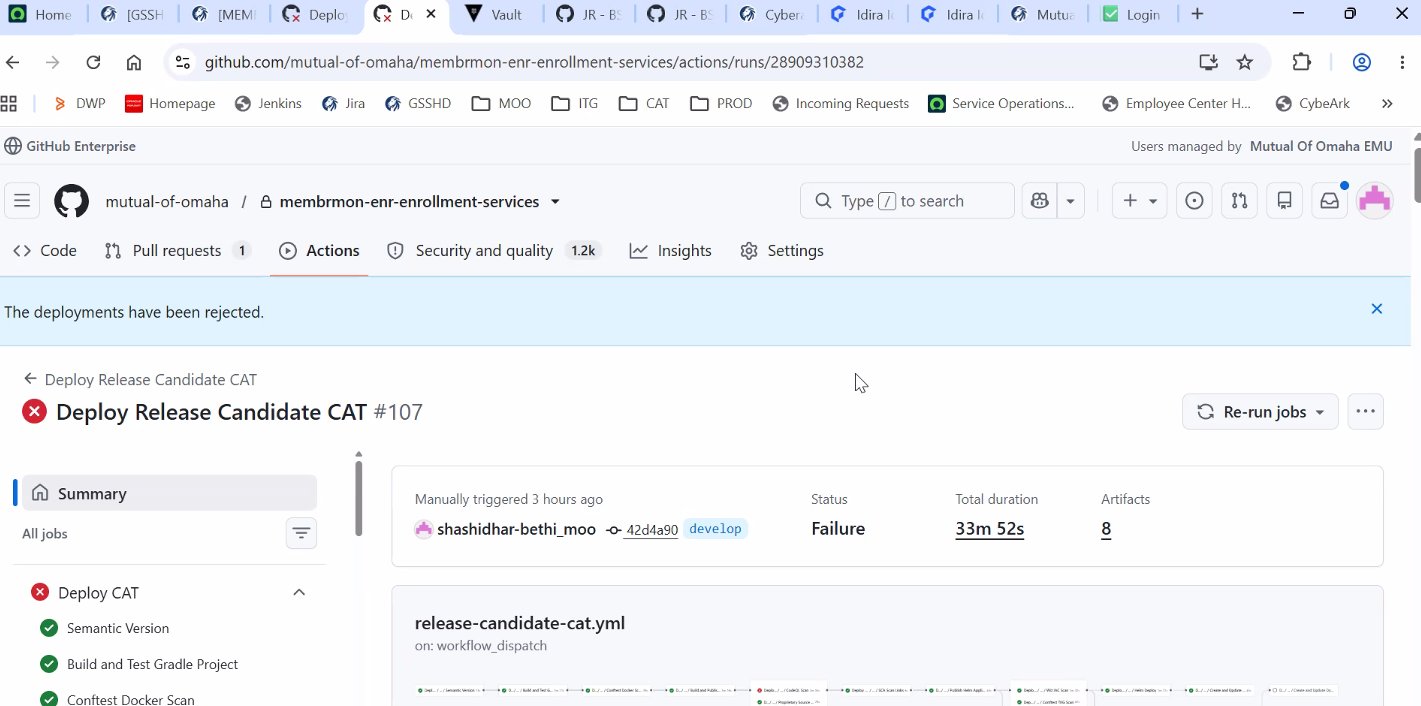 Home [GSSH [MEMI Deploy De Vault JR - BS JR - BS Cyber Idira Id Idira Id Mutua Login
github.com/mutual-of-omaha/membrmon-enr-enrollment-services/actions/runs/28909310382
DWP Homepage Jenkins Jira GSSHD MOO ITG CAT PROD Incoming Requests Service Operations... Employee Center H... CybeArk »
GitHub Enterprise Users managed by Mutual Of Omaha EMU
mutual-of-omaha / membrmon-enr-enrollment-services Type / to search
Code Pull requests 1 Actions Security and quality 1.2k Insights Settings
The deployments have been rejected.
Deploy Release Candidate CAT
Deploy Release Candidate CAT #107
Re-run jobs
Summary
All jobs
Deploy CAT
Semantic Version
Build and Test Gradle Project
Conftest Docker Scan
Manually triggered 3 hours ago Status Total duration Artifacts
shashidhar-bethi_moo 42d4a90 develop Failure 33m 52s 8
release-candidate-cat.yml
on: workflow_dispatch